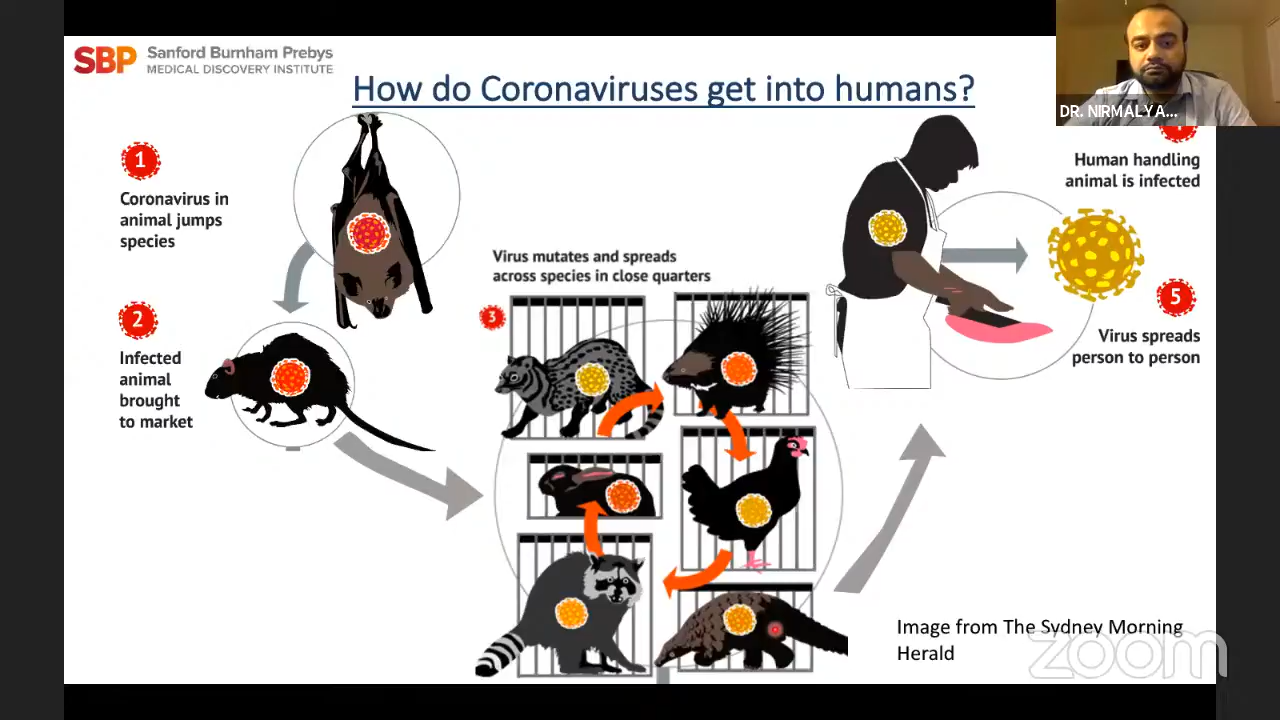 SBP
Sanford Burnham Prebys
MEDICAL DISCOVERY INSTITUTE
How do Coronaviruses get into humans?
DR. NIRMALYA...
1
Coronavirus in
animal jumps
species
2
Infected
animal
brought
to market
Virus mutates and spreads
across species in close quarters
3
Human handling
animal is infected
5
Virus spreads
person to person
Image from The Sydney Morning
Herald
zoom